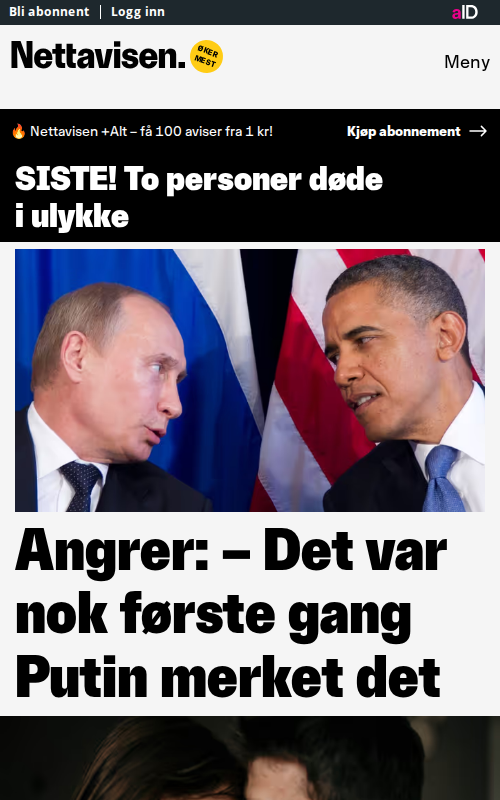 Bli abonnent | Logg inn
aID
Nettavisen.
ØKER
MEST
Meny
🔥 Nettavisen +Alt – få 100 aviser fra 1 kr!
Kjøp abonnement →
SISTE! To personer døde
i ulykke
Angrer: – Det var
nok første gang
Putin merket det